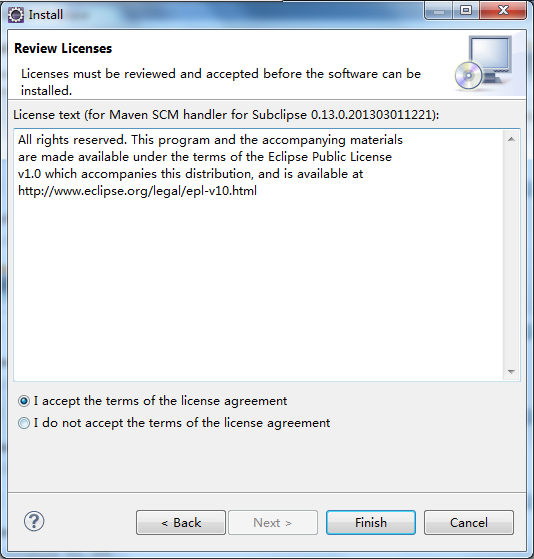 Install
Review Licenses
Licenses must be reviewed and accepted before the software can be
installed.
License text (for Maven SCM handler for Subclipse 0.13.0.201303011221):
All rights reserved. This program and the accompanying materials
are made available under the terms of the Eclipse Public License
v1.0 which accompanies this distribution, and is available at
http://www.eclipse.org/legal/epl-v10.html
I accept the terms of the license agreement
I do not accept the terms of the license agreement
?
< Back
Next >
Finish
Cancel